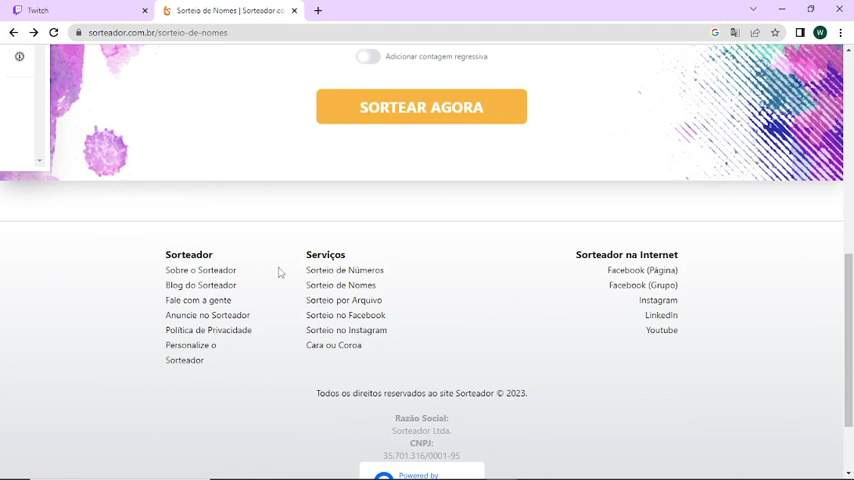 Twitch
Sorteio de Nomes | Sorteador.co
sorteador.com.br/sorteio-de-nomes
W
Adicionar contagem regressiva
SORTEAR AGORA
Sorteador
Sobre o Sorteador
Blog do Sorteador
Fale com a gente
Anuncie no Sorteador
Política de Privacidade
Personalize o
Sorteador
Serviços
Sorteio de Números
Sorteio de Nomes
Sorteio por Arquivo
Sorteio no Facebook
Sorteio no Instagram
Cara ou Coroa
Sorteador na Internet
Facebook (Página)
Facebook (Grupo)
Instagram
LinkedIn
Youtube
Todos os direitos reservados ao site Sorteador © 2023.
Razão Social:
Sorteador Ltda.
CNPJ:
35.701.316/0001-95
Powered by